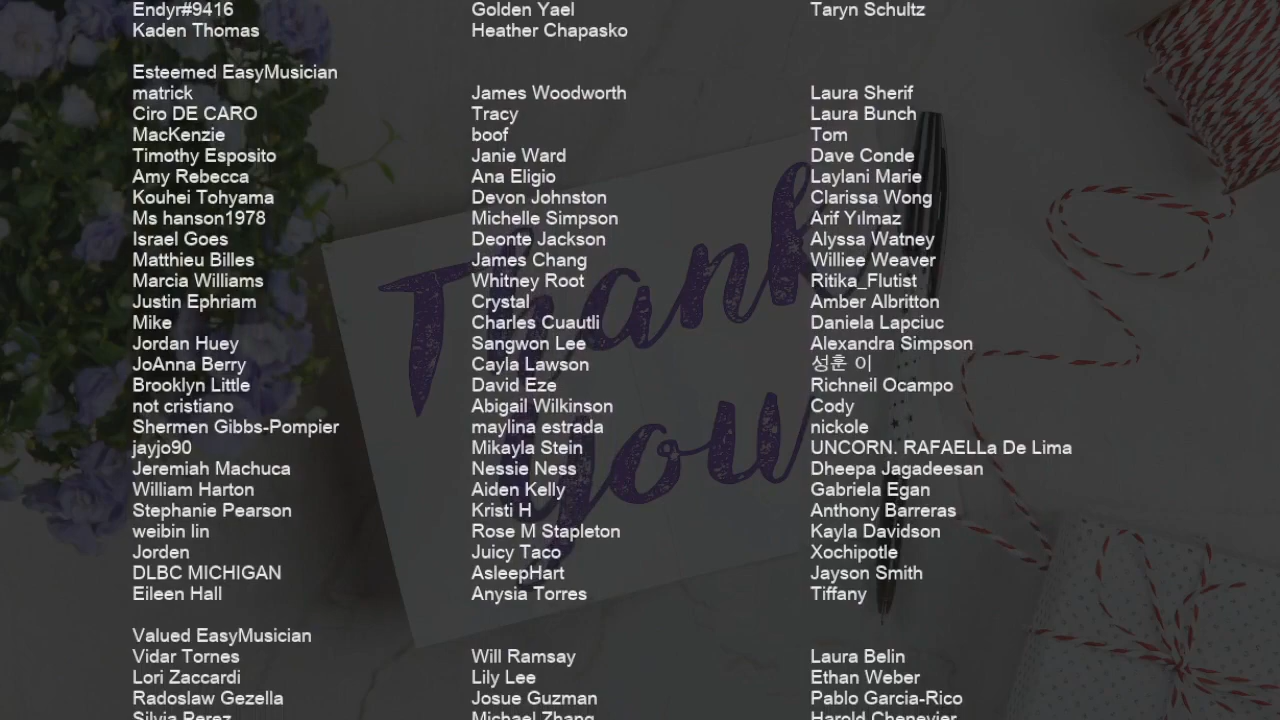 Endyr#9416 Golden Yael Taryn Schultz
Kaden Thomas Heather Chapasko
Esteemed EasyMusician
matrick James Woodworth Laura Sherif
Ciro DE CARO Tracy Laura Bunch
MacKenzie boof Tom
Timothy Esposito Janie Ward Dave Conde
Amy Rebecca Ana Eligio Laylani Marie
Kouhei Tohyama Devon Johnston Clarissa Wong
Ms hanson1978 Michelle Simpson Arif Yılmaz
Israel Goes Deonte Jackson Alyssa Watney
Matthieu Billes James Chang Williee Weaver
Marcia Williams Whitney Root Ritika_Flutist
Justin Ephriam Crystal Amber Albritton
Mike Charles Cuautli Daniela Lapciuc
Jordan Huey Sangwon Lee Alexandra Simpson
JoAnna Berry Cayla Lawson 성훈 이
Brooklyn Little David Eze Richneil Ocampo
not cristiano Abigail Wilkinson Cody
Shermen Gibbs-Pompier maylina estrada nickole
jayjo90 Mikayla Stein UNCORN. RAFAELLa De Lima
Jeremiah Machuca Nessie Ness Dheepa Jagadeesan
William Harton Aiden Kelly Gabriela Egan
Stephanie Pearson Kristi H Anthony Barreras
weibin lin Rose M Stapleton Kayla Davidson
Jorden Juicy Taco Xochipotle
DLBC MICHIGAN AsleepHart Jayson Smith
Eileen Hall Anysia Torres Tiffany
Valued EasyMusician
Vidar Tornes Will Ramsay Laura Belin
Lori Zaccardi Lily Lee Ethan Weber
Radoslaw Gezella Josue Guzman Pablo Garcia-Rico
Silvia Perez Michael Zhang Harold Chenevier
Thank
you